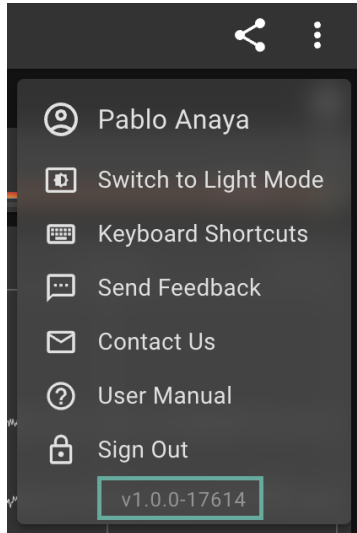 Pablo Anaya
Switch to Light Mode
Keyboard Shortcuts
Send Feedback
Contact Us
User Manual
Sign Out
v1.0.0-17614